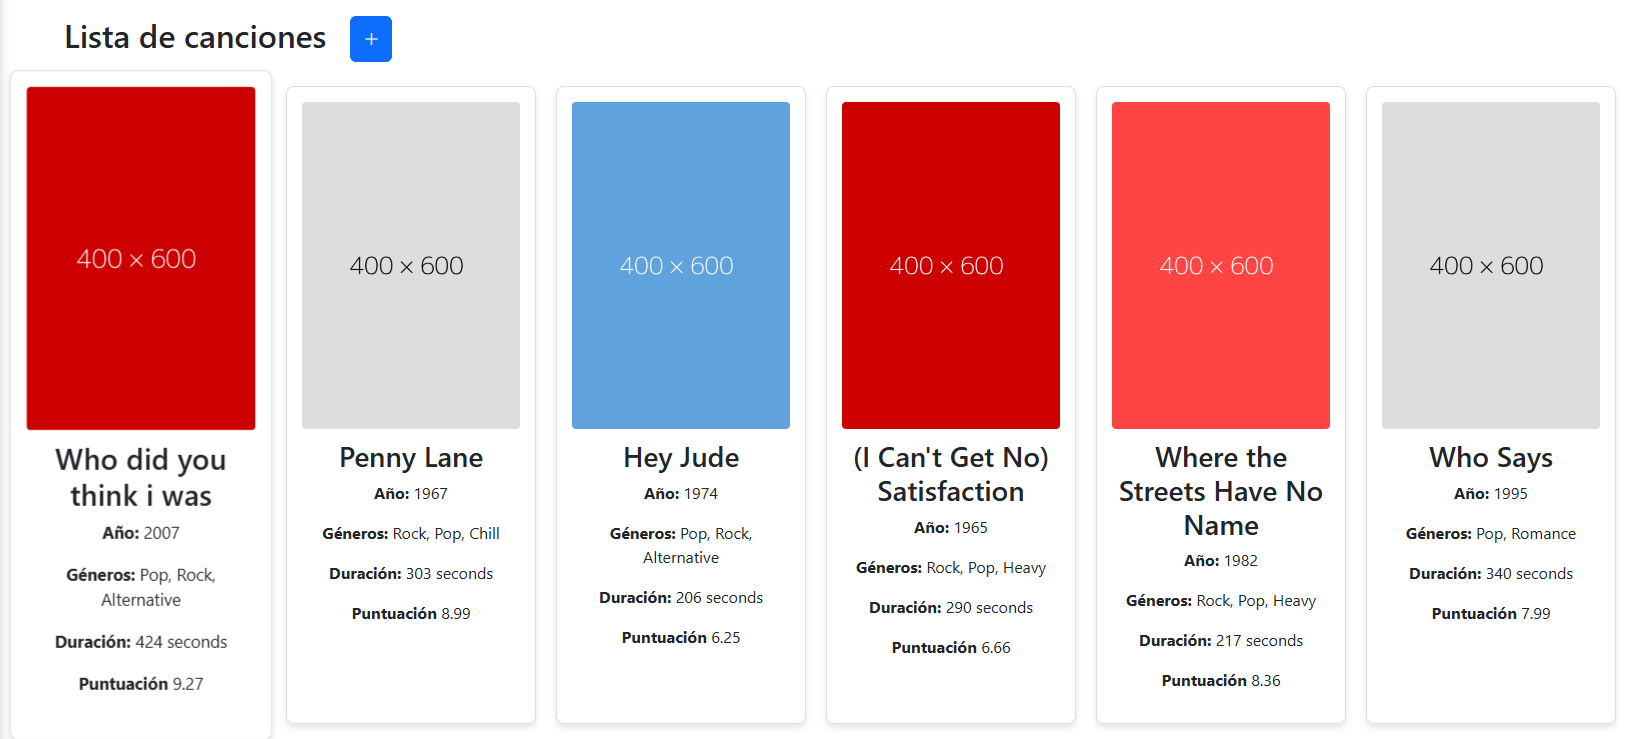 Lista de canciones +
400 × 600
Who did you
think i was
Año: 2007
Géneros: Pop, Rock,
Alternative
Duración: 424 seconds
Puntuación 9.27
400 × 600
Penny Lane
Año: 1967
Géneros: Rock, Pop, Chill
Duración: 303 seconds
Puntuación 8.99
400 × 600
Hey Jude
Año: 1974
Géneros: Pop, Rock,
Alternative
Duración: 206 seconds
Puntuación 6.25
400 × 600
(I Can't Get No)
Satisfaction
Año: 1965
Géneros: Rock, Pop, Heavy
Duración: 290 seconds
Puntuación 6.66
400 × 600
Where the
Streets Have No
Name
Año: 1982
Géneros: Rock, Pop, Heavy
Duración: 217 seconds
Puntuación 8.36
400 × 600
Who Says
Año: 1995
Géneros: Pop, Romance
Duración: 340 seconds
Puntuación 7.99